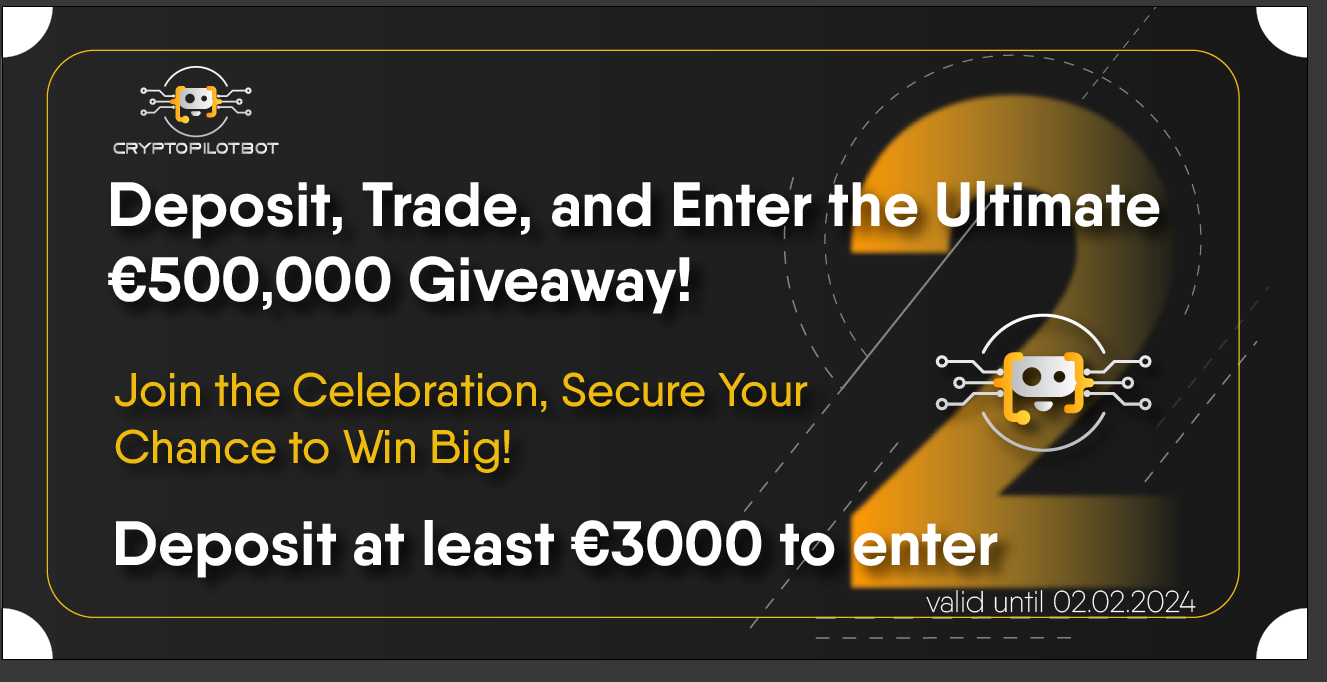 CRYPTOPILOTBOT
Deposit, Trade, and Enter the Ultimate
€500,000 Giveaway!
Join the Celebration, Secure Your
Chance to Win Big!
Deposit at least €3000 to enter
2
valid until 02.02.2024